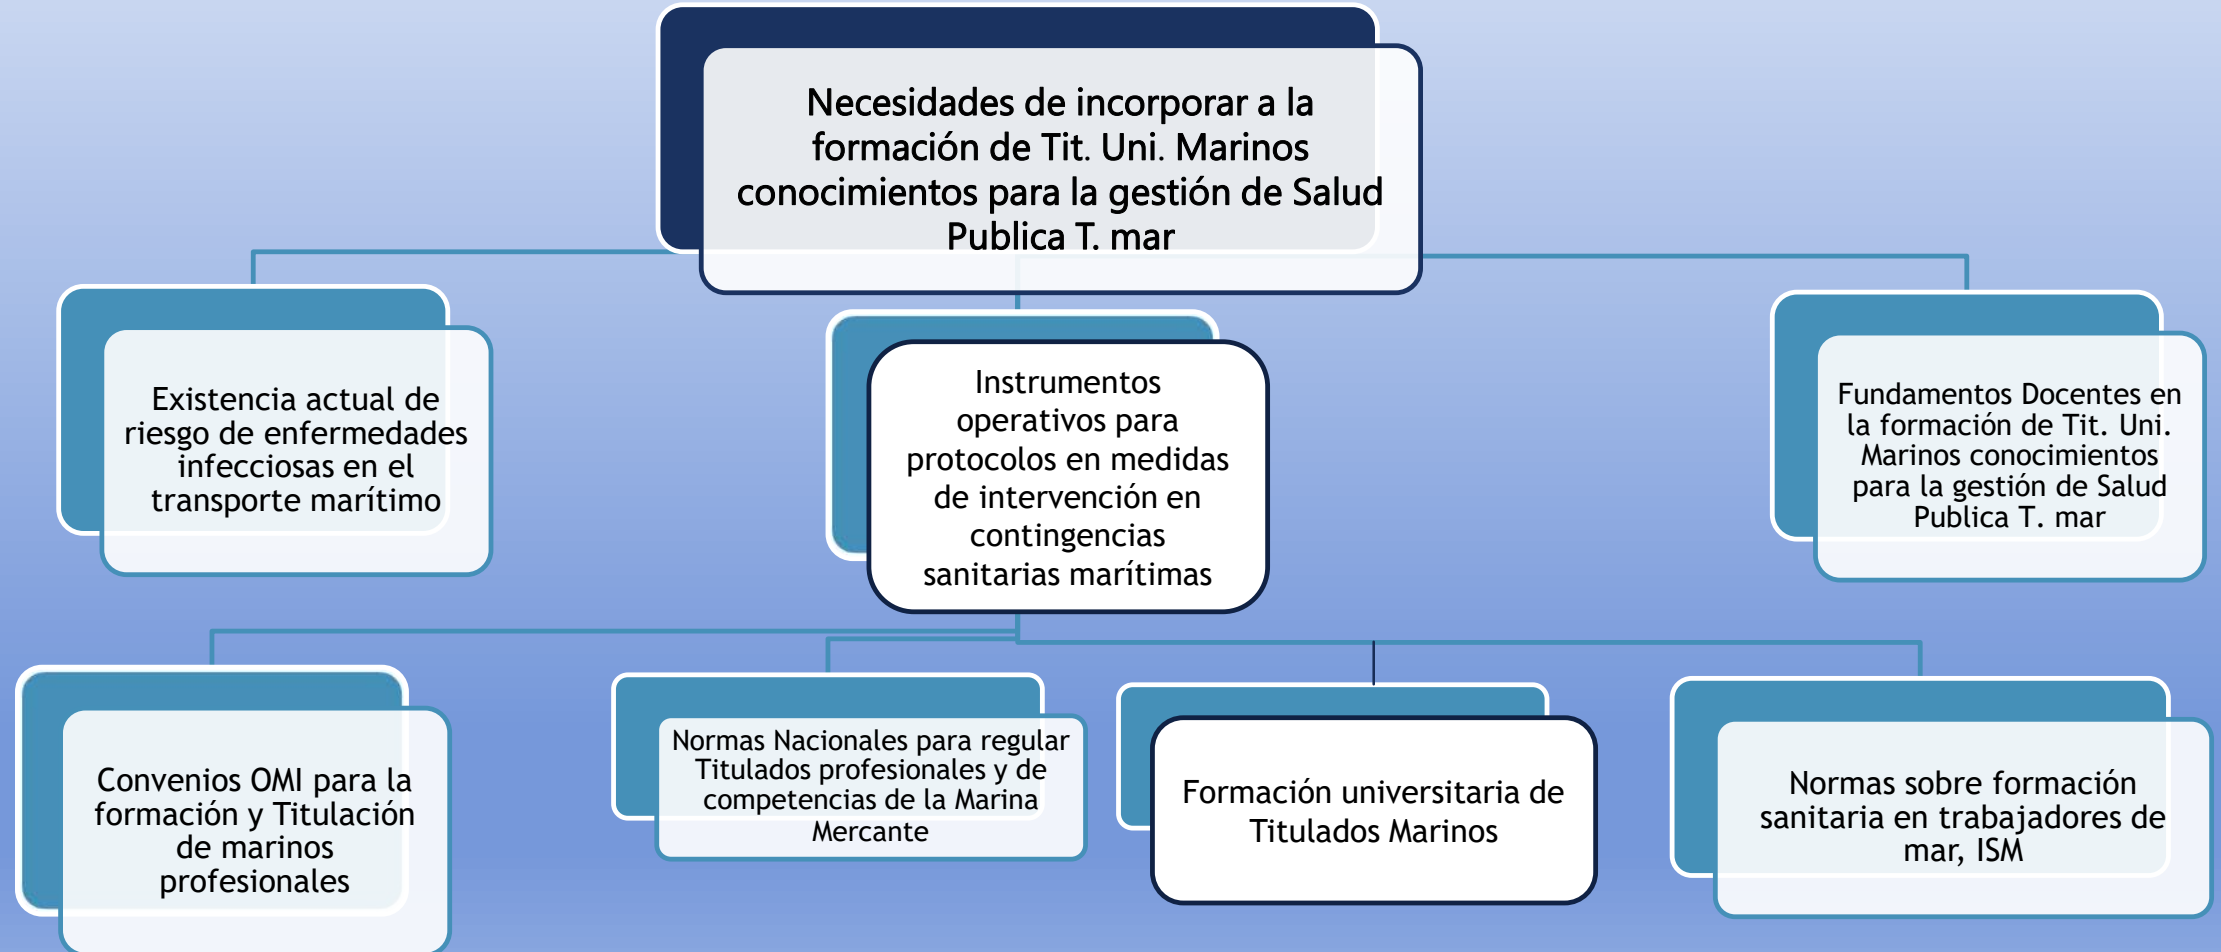 Necesidades de incorporar a la
formación de Tit. Uni. Marinos
conocimientos para la gestión de Salud
Publica T. mar
Existencia actual de
riesgo de enfermedades
infecciosas en el
transporte marítimo
Instrumentos
operativos para
protocolos en medidas
de intervención en
contingencias
sanitarias marítimas
Fundamentos Docentes en
la formación de Tit. Uni.
Marinos conocimientos
para la gestión de Salud
Publica T. mar
Convenios OMI para la
formación y Titulación
de marinos
profesionales
Normas Nacionales para regular
Titulados profesionales y de
competencias de la Marina
Mercante
Formación universitaria de
Titulados Marinos
Normas sobre formación
sanitaria en trabajadores de
mar, ISM